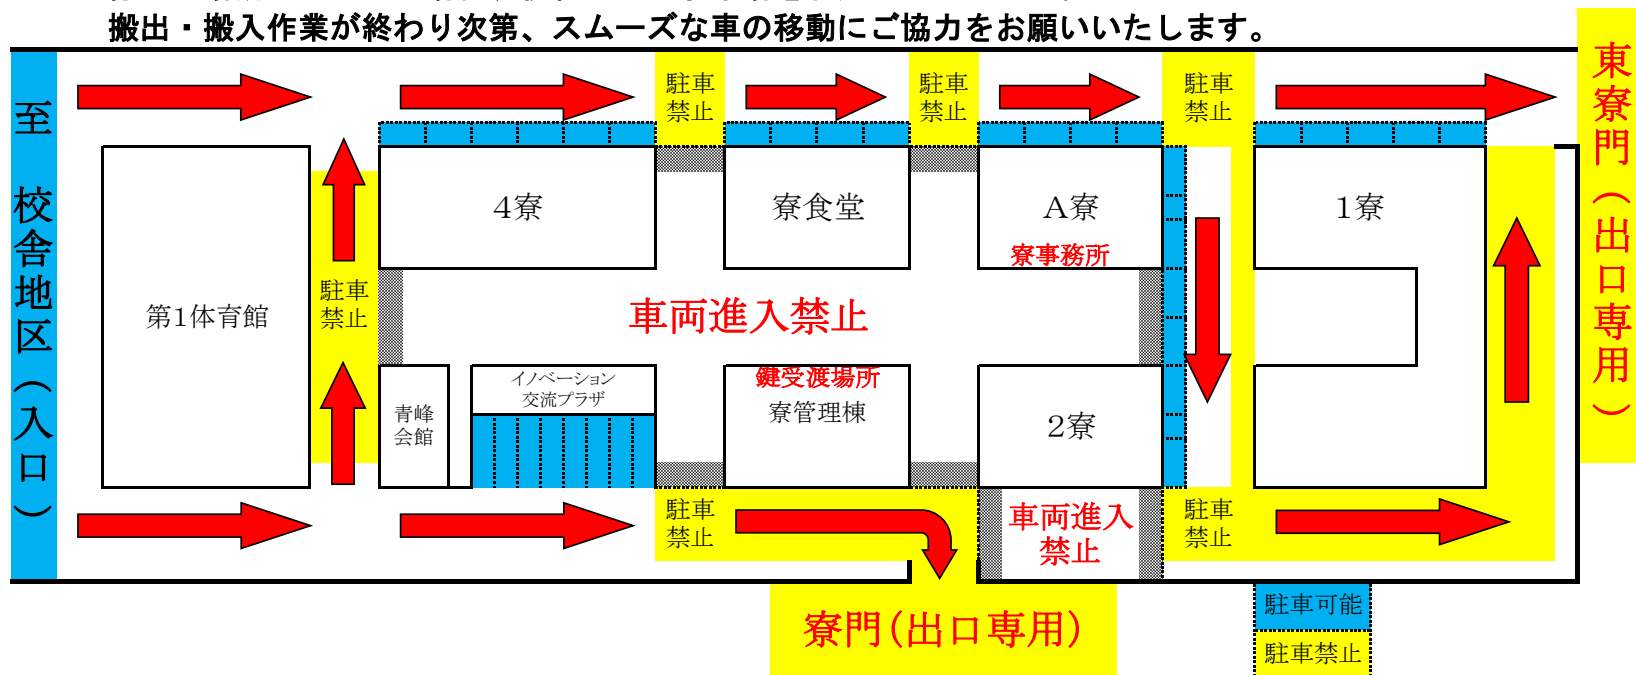 搬出・搬入作業が終わり次第、スムーズな車の移動にご協力をお願いいたします。
至 校舎地区(入口)
駐車
禁止
駐車
禁止
駐車
禁止
東寮門(出口専用)
4寮
寮食堂
A寮
寮事務所
1寮
第1体育館
駐車
禁止
車両進入禁止
青峰
会館
イノベーション
交流プラザ
鍵受渡場所
寮管理棟
2寮
駐車
禁止
車両進入
禁止
駐車
禁止
寮門(出口専用)
駐車可能
駐車禁止